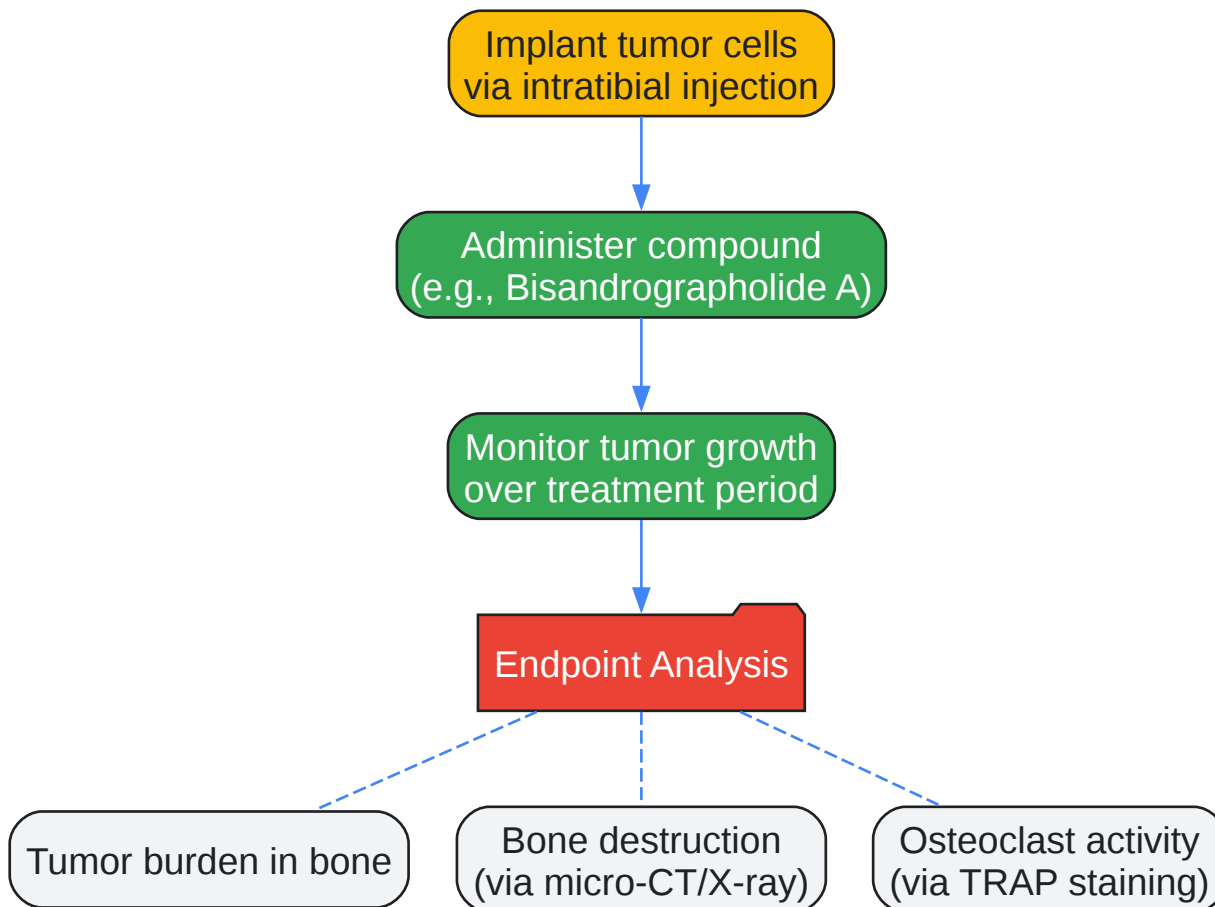 Implant tumor cells
via intratibial injection
Administer compound
(e.g., Bisandrographolide A)
Monitor tumor growth
over treatment period
Endpoint Analysis
Tumor burden in bone
Bone destruction
(via micro-CT/X-ray)
Osteoclast activity
(via TRAP staining)